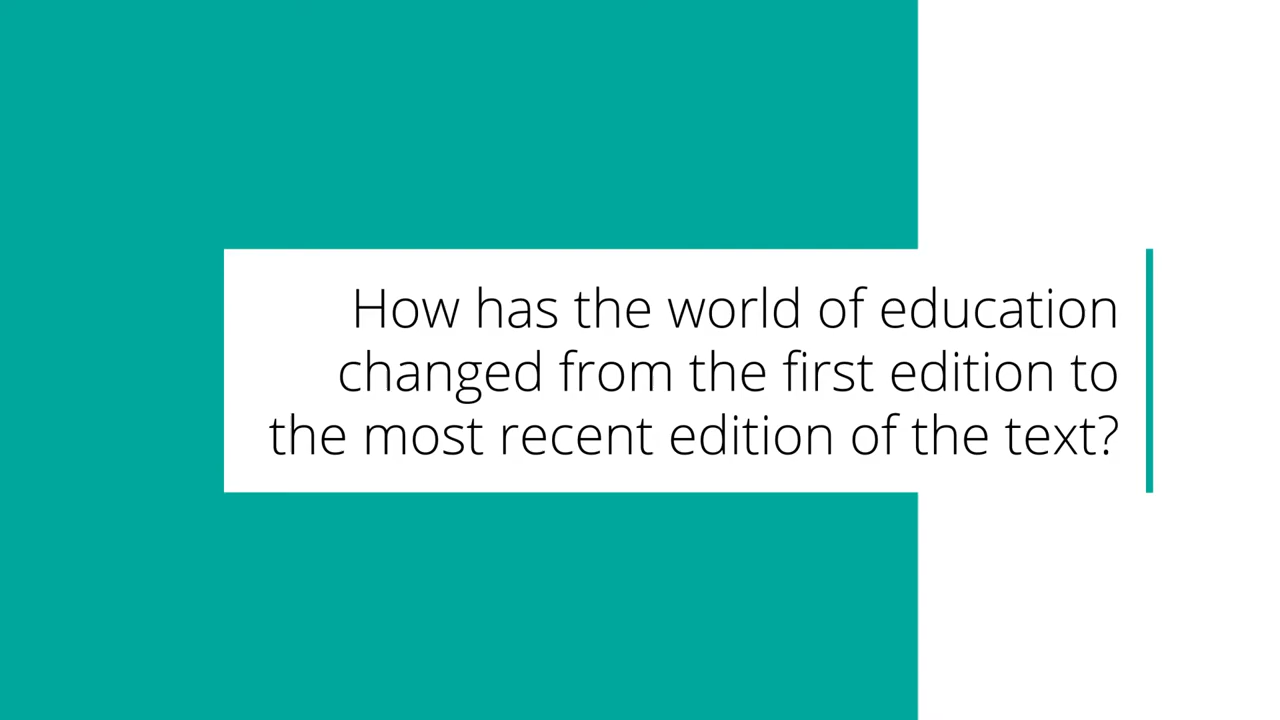 How has the world of education
changed from the first edition to
the most recent edition of the text?